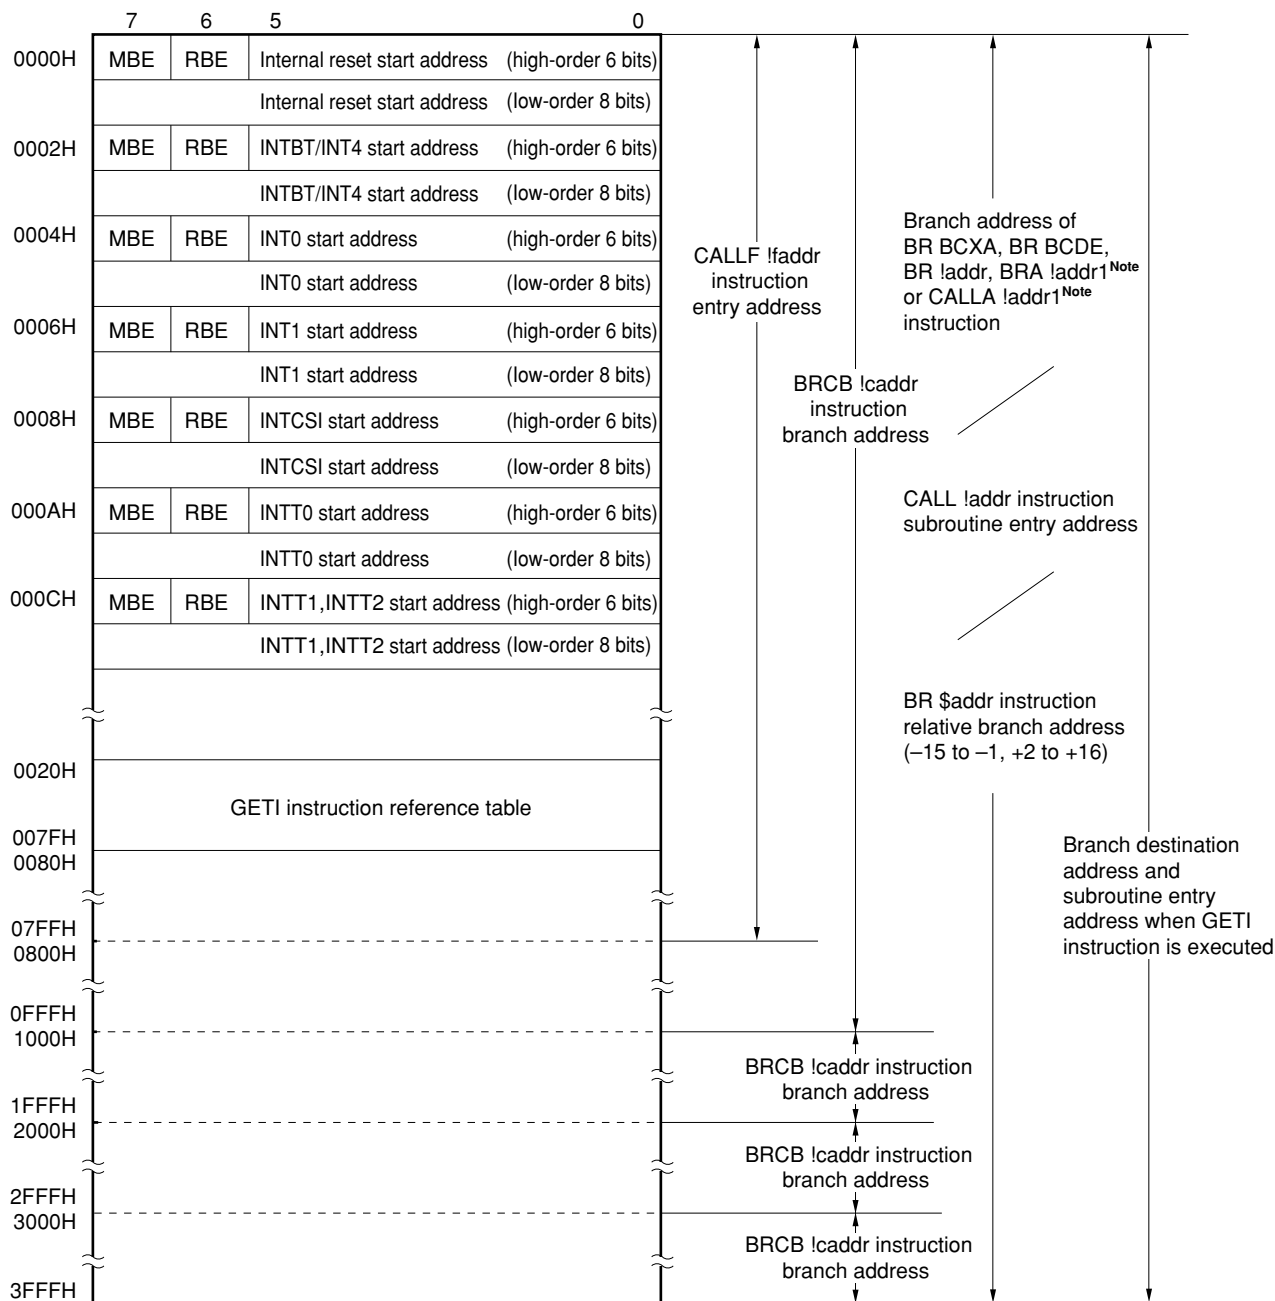 7 6 5 0
0000H MBE RBE Internal reset start address (high-order 6 bits)
Internal reset start address (low-order 8 bits)
0002H MBE RBE INTBT/INT4 start address (high-order 6 bits)
INTBT/INT4 start address (low-order 8 bits)
0004H MBE RBE INT0 start address (high-order 6 bits)
INT0 start address (low-order 8 bits)
0006H MBE RBE INT1 start address (high-order 6 bits)
INT1 start address (low-order 8 bits)
0008H MBE RBE INTCSI start address (high-order 6 bits)
INTCSI start address (low-order 8 bits)
000AH MBE RBE INTT0 start address (high-order 6 bits)
INTT0 start address (low-order 8 bits)
000CH MBE RBE INTT1,INTT2 start address (high-order 6 bits)
INTT1,INTT2 start address (low-order 8 bits)
0020H
GETI instruction reference table
007FH
0080H
07FFH
0800H
0FFFH
1000H
1FFFH
2000H
2FFFH
3000H
3FFFH
CALLF !faddr
instruction
entry address
BRCB !caddr
instruction
branch address
BRCB !caddr instruction
branch address
BRCB !caddr instruction
branch address
BRCB !caddr instruction
branch address
Branch address of
BR BCXA, BR BCDE,
BR !addr, BRA !addr1Note
or CALLA !addr1Note
instruction
CALL !addr instruction
subroutine entry address
BR $addr instruction
relative branch address
(–15 to –1, +2 to +16)
Branch destination
address and
subroutine entry
address when GETI
instruction is executed